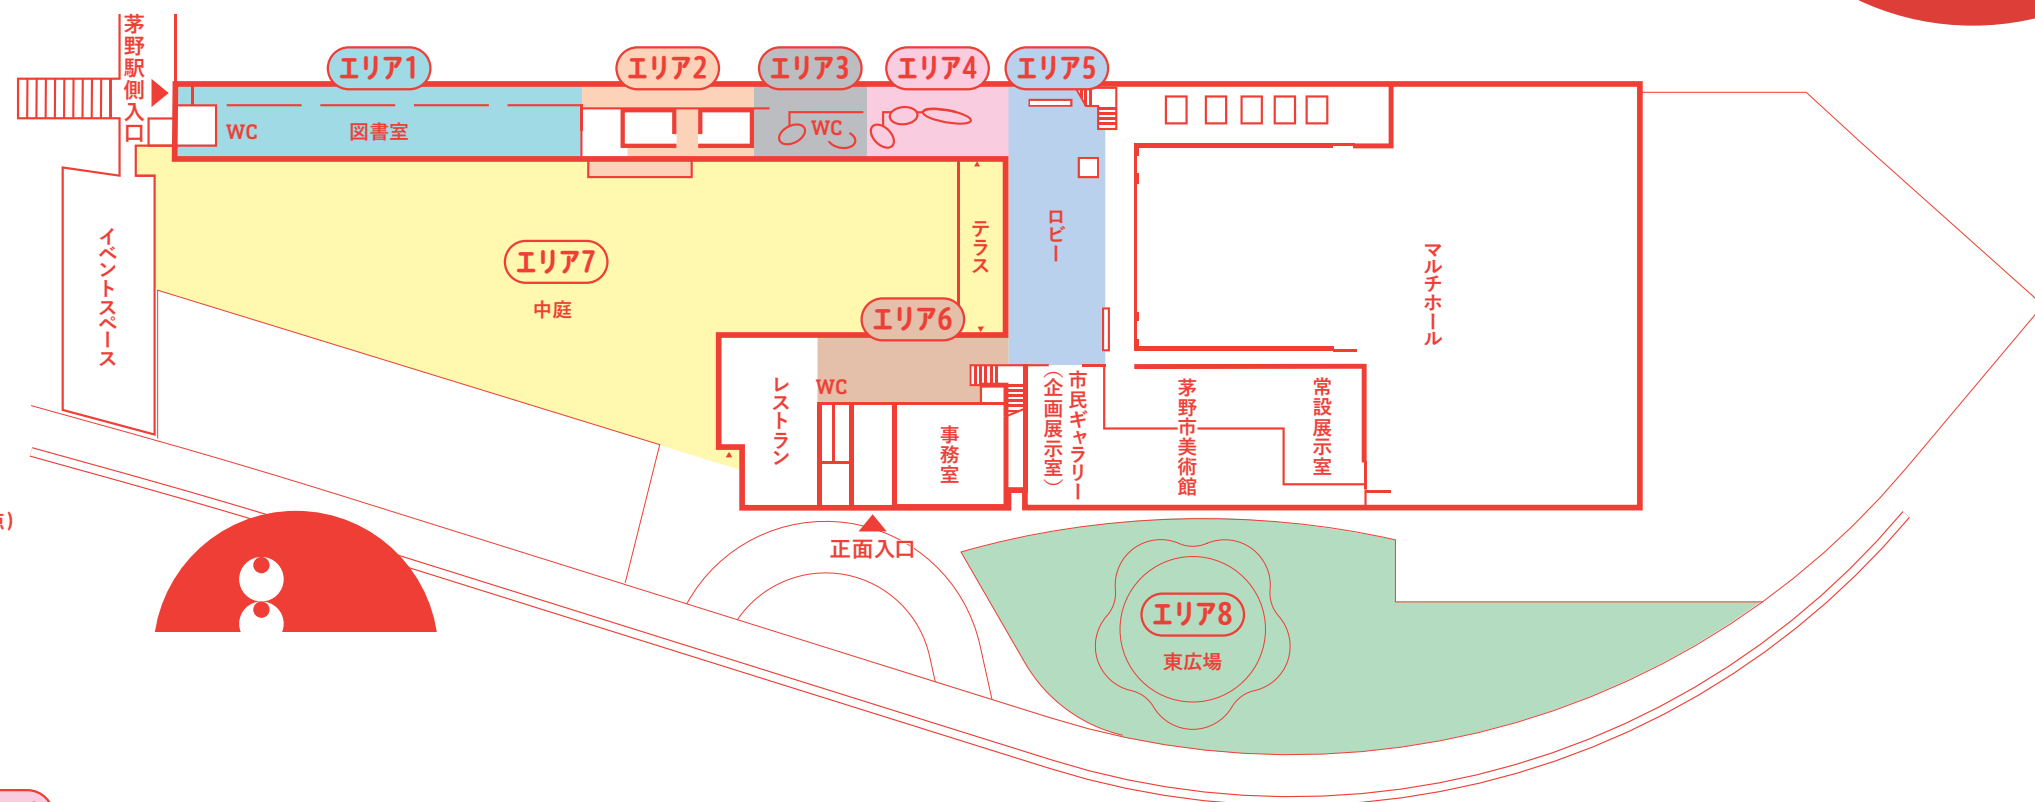 茅野駅側入口
エリア1
エリア2
エリア3
エリア4
エリア5
WC
図書室
WC
イベントスペース
エリア7
中庭
テラス
ロビー
マルチホール
エリア6
レストラン
WC
事務室
市民ギャラリー
（企画展示室）
茅野市美術館
常設展示室
正面入口
エリア8
東広場